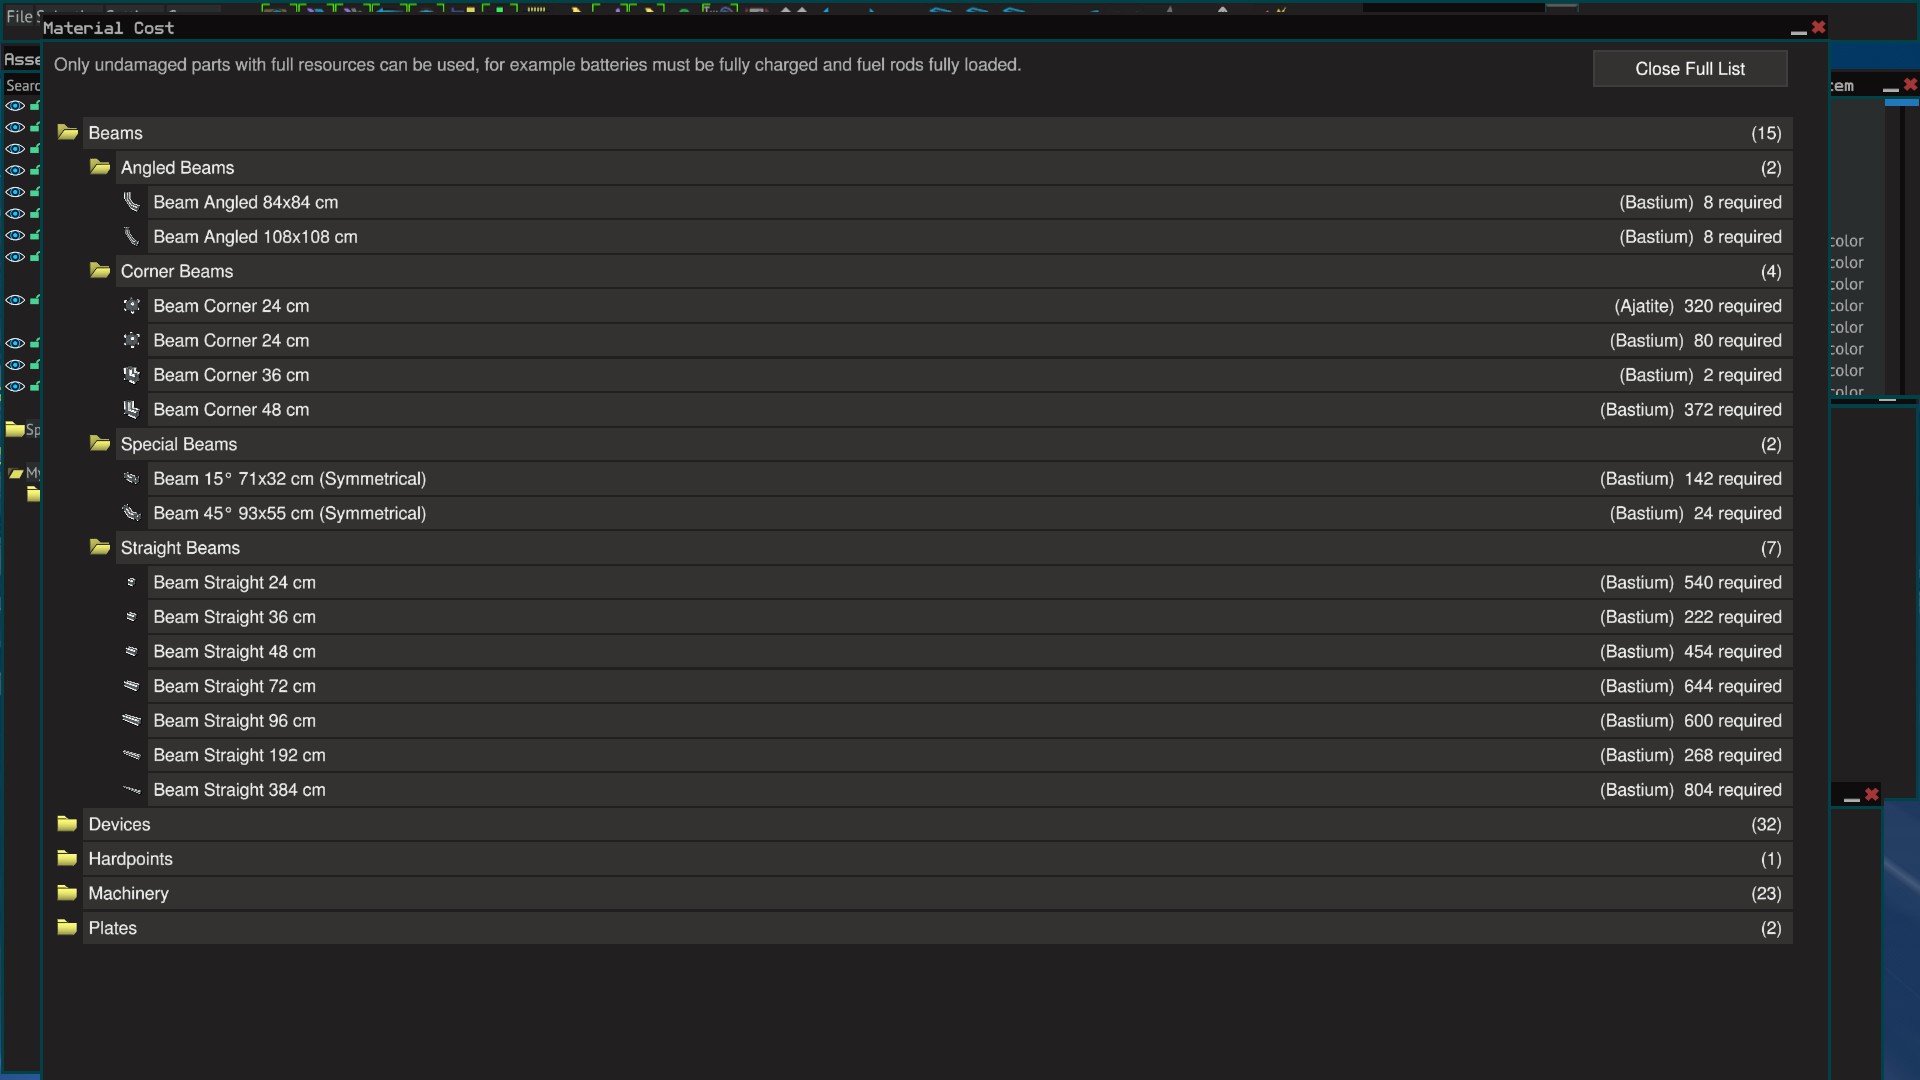 File
Material Cost
Only undamaged parts with full resources can be used, for example batteries must be fully charged and fuel rods fully loaded.
Close Full List
Beams (15)
Angled Beams (2)
Beam Angled 84x84 cm (Bastium) 8 required
Beam Angled 108x108 cm (Bastium) 8 required
Corner Beams (4)
Beam Corner 24 cm (Ajatite) 320 required
Beam Corner 24 cm (Bastium) 80 required
Beam Corner 36 cm (Bastium) 2 required
Beam Corner 48 cm (Bastium) 372 required
Special Beams (2)
Beam 15° 71x32 cm (Symmetrical) (Bastium) 142 required
Beam 45° 93x55 cm (Symmetrical) (Bastium) 24 required
Straight Beams (7)
Beam Straight 24 cm (Bastium) 540 required
Beam Straight 36 cm (Bastium) 222 required
Beam Straight 48 cm (Bastium) 454 required
Beam Straight 72 cm (Bastium) 644 required
Beam Straight 96 cm (Bastium) 600 required
Beam Straight 192 cm (Bastium) 268 required
Beam Straight 384 cm (Bastium) 804 required
Devices (32)
Hardpoints (1)
Machinery (23)
Plates (2)
Asse
Searc
Sp
My
em
color
color
color
color
color
color
color
color